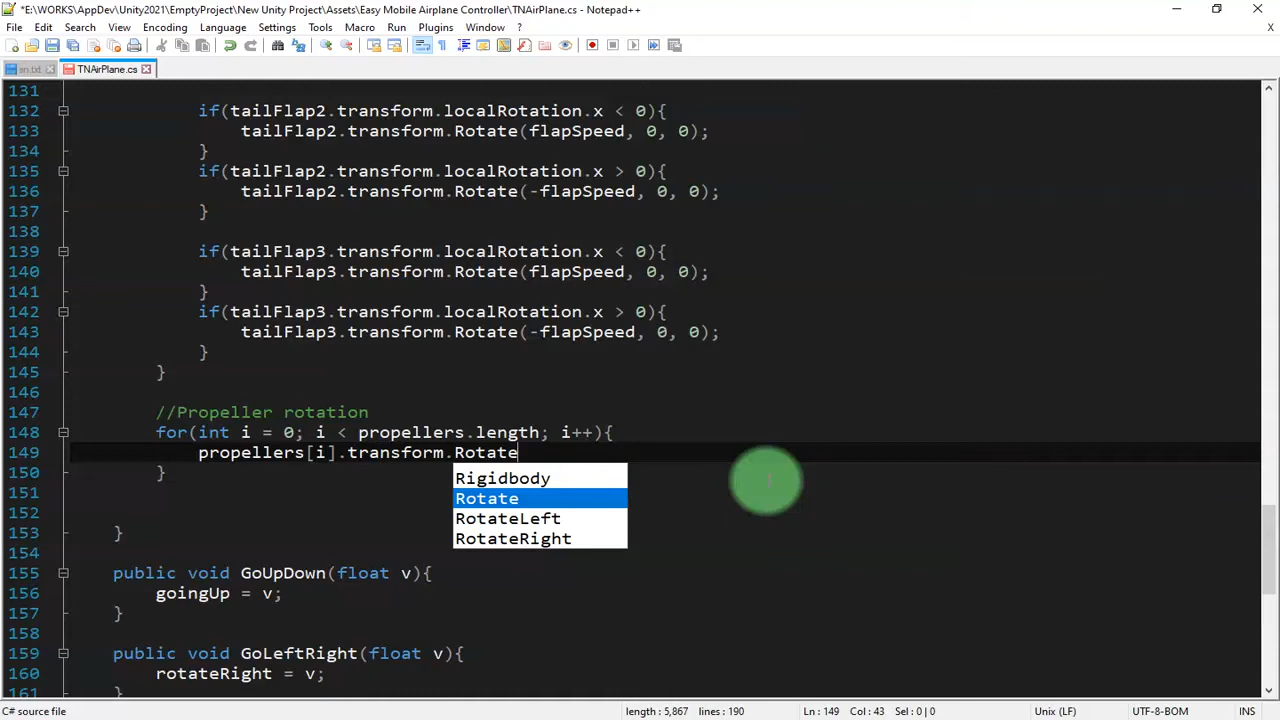 *E:\WORKS\AppDev\Unity2021\EmptyProject\New Unity Project\Assets\Easy Mobile Airplane Controller\TNAirPlane.cs - Notepad++
File Edit Search View Encoding Language Settings Tools Macro Run Plugins Window ? X
an.txt TNAirPlane.cs
131
132 if(tailFlap2.transform.localRotation.x < 0){
133 tailFlap2.transform.Rotate(flapSpeed, 0, 0);
134 }
135 if(tailFlap2.transform.localRotation.x > 0){
136 tailFlap2.transform.Rotate(-flapSpeed, 0, 0);
137 }
138
139 if(tailFlap3.transform.localRotation.x < 0){
140 tailFlap3.transform.Rotate(flapSpeed, 0, 0);
141 }
142 if(tailFlap3.transform.localRotation.x > 0){
143 tailFlap3.transform.Rotate(-flapSpeed, 0, 0);
144 }
145 }
146
147 //Propeller rotation
148 for(int i = 0; i < propellers.length; i++){
149 propellers[i].transform.Rotate
150 }
Rigidbody
Rotate
RotateLeft
RotateRight
151
152
153 }
154
155 public void GoUpDown(float v){
156 goingUp = v;
157 }
158
159 public void GoLeftRight(float v){
160 rotateRight = v;
161 }
C# source file length : 5,867 lines : 190 Ln : 149 Col : 43 Sel : 0 | 0 Unix (LF) UTF-8-BOM INS